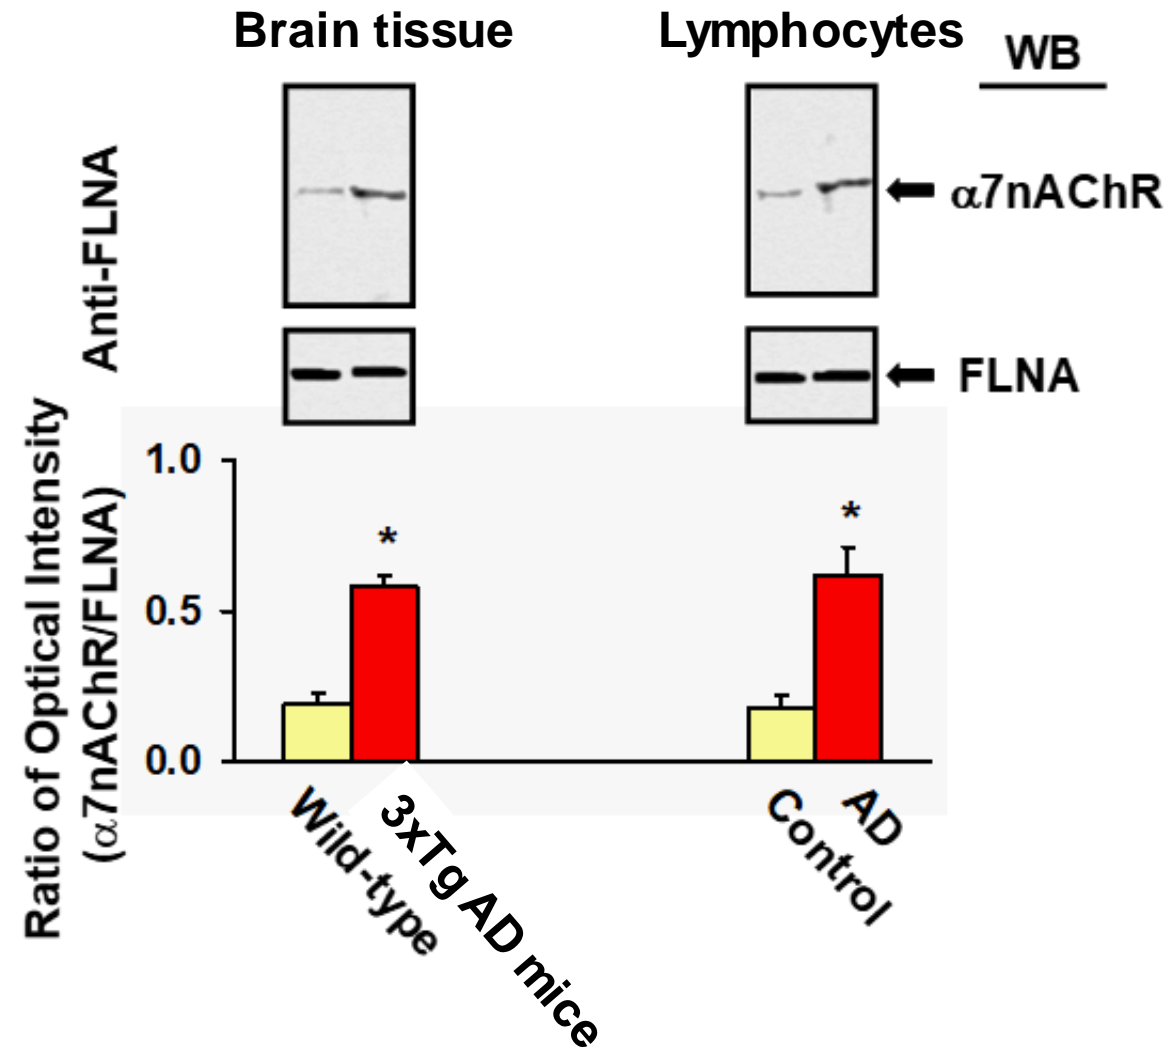 Brain tissue
Lymphocytes
WB
Anti-FLNA
α7nAChR
FLNA
Ratio of Optical Intensity
(α7nAChR/FLNA)
1.0
0.5
0.0
*
*
Wild-type
3xTg AD mice
Control
AD